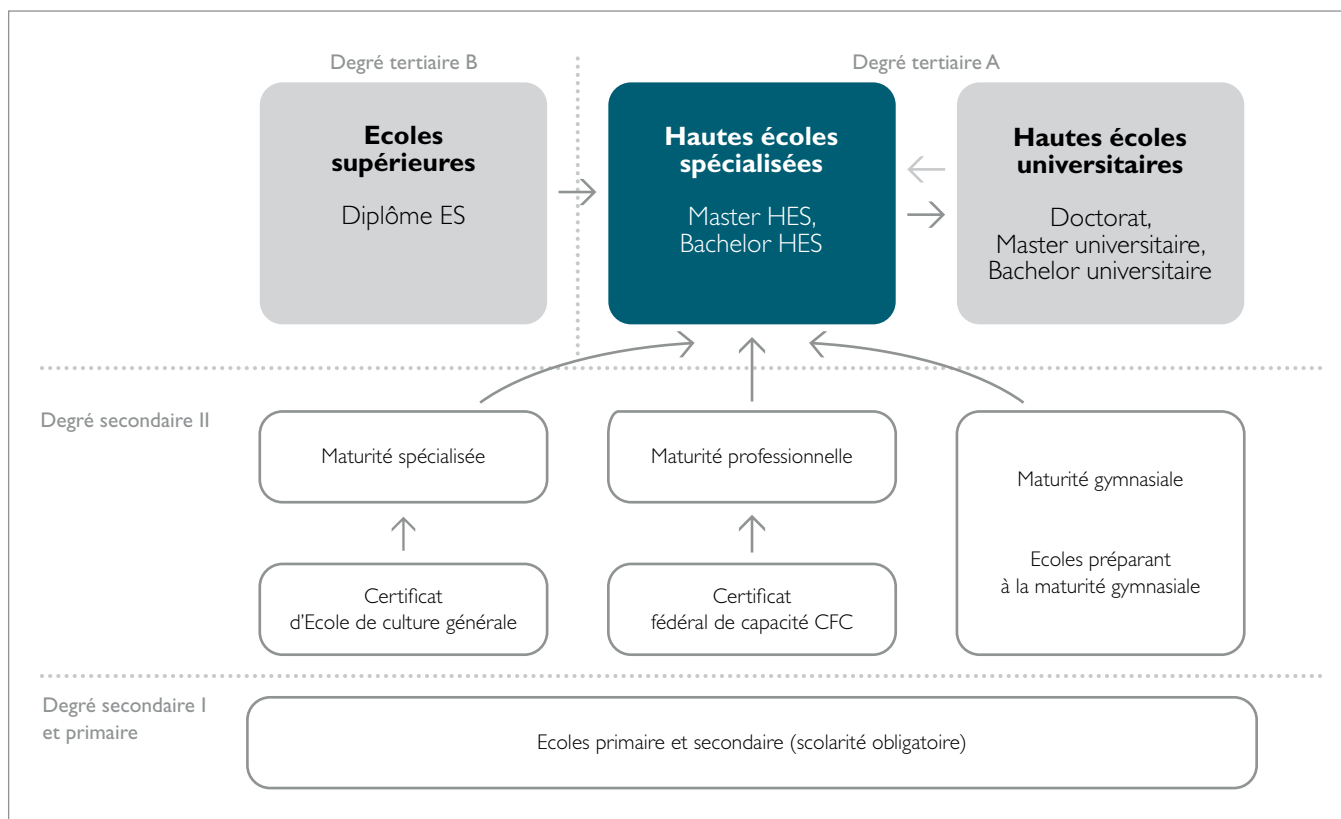 Degré tertiaire B
Degré tertiaire A
Ecoles
supérieures
Diplôme ES
Hautes écoles
spécialisées
Master HES,
Bachelor HES
Hautes écoles
universitaires
Doctorat,
Master universitaire,
Bachelor universitaire
Degré secondaire II
Maturité spécialisée
Maturité professionnelle
Maturité gymnasiale
Ecoles préparant
à la maturité gymnasiale
Certificat
d'Ecole de culture générale
Certificat
fédéral de capacité CFC
Degré secondaire I
et primaire
Ecoles primaire et secondaire (scolarité obligatoire)